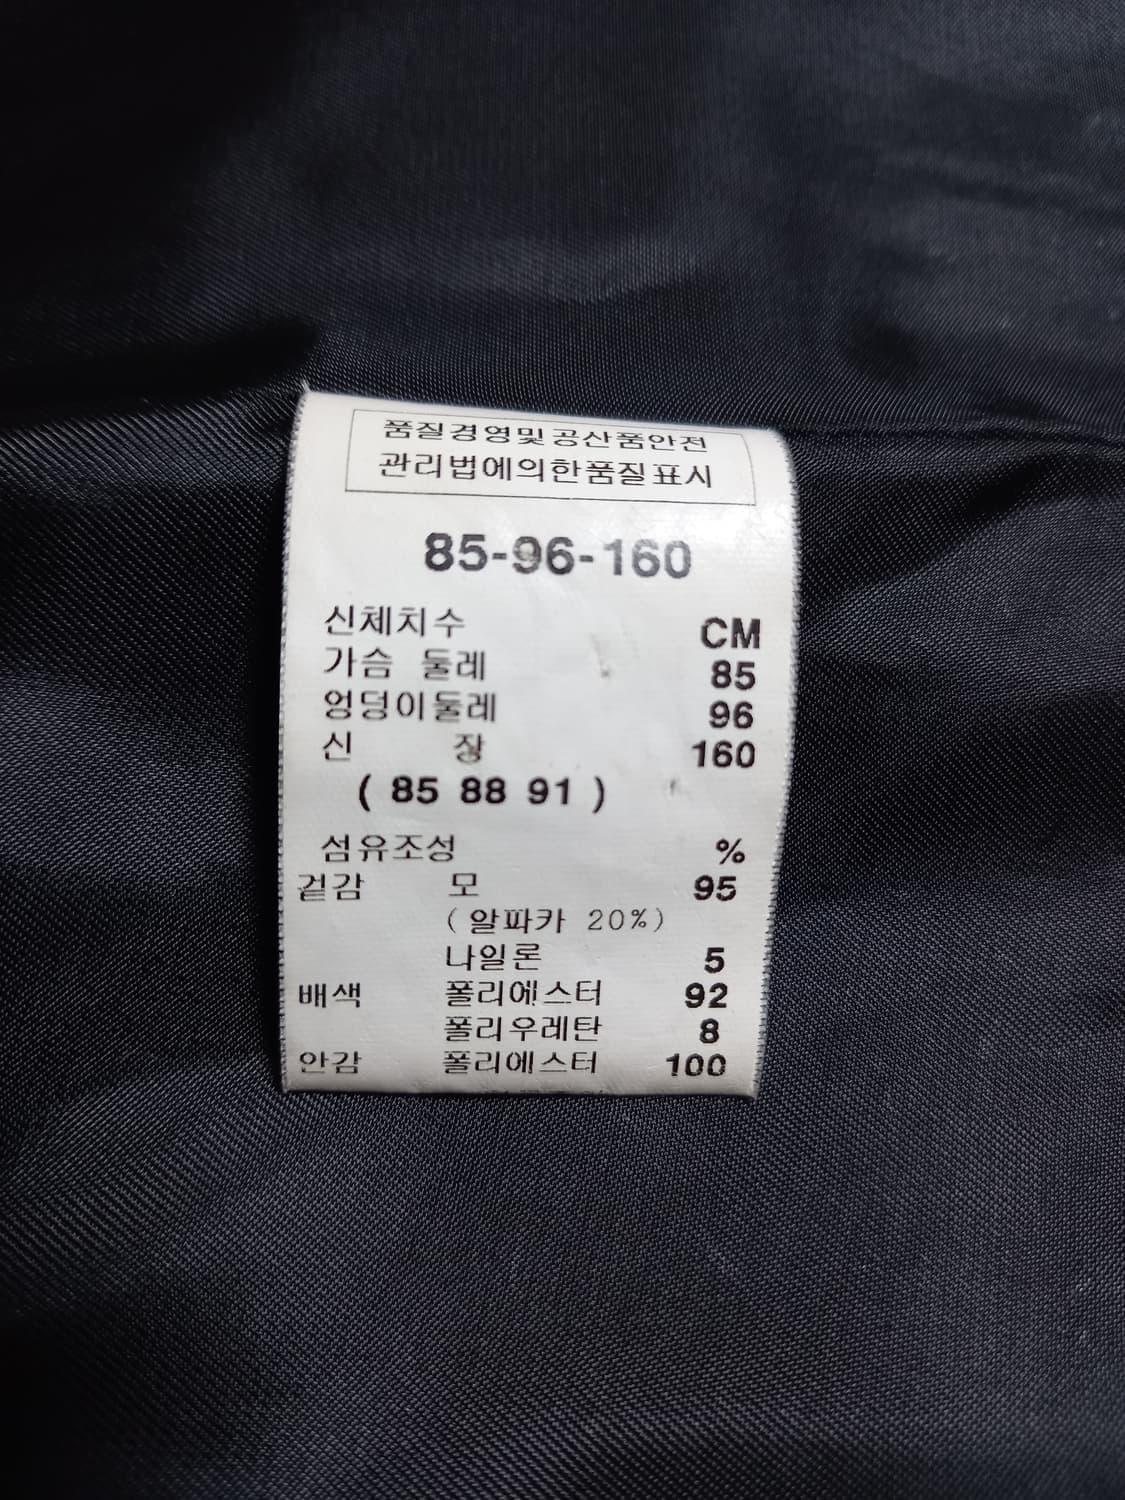 품질경영및공산품안전
관리법에의한품질표시
85-96-160
신체치수 CM
가슴 둘레 85
엉덩이둘레 96
신 장 160
( 85 88 91 )
섬유조성 %
겉감 모 95
( 알파카 20%)
나일론 5
배색 폴리에스터 92
폴리우레탄 8
안감 폴리에스터 100